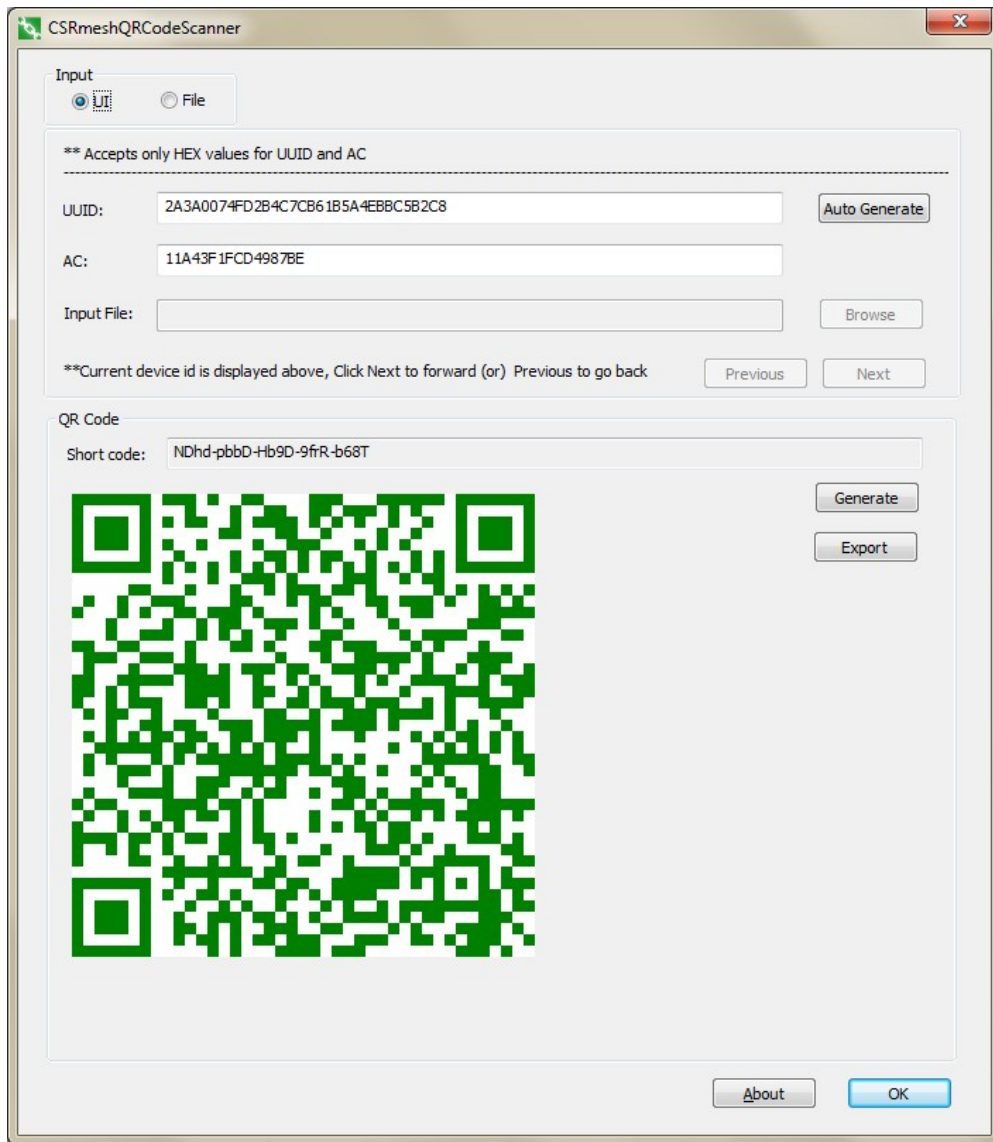 CSRmeshQRCodeScanner
Input
UI File
** Accepts only HEX values for UUID and AC
UUID: 2A3A0074FD2B4C7CB61B5A4EBBC5B2C8 Auto Generate
AC: 11A43F1FCD4987BE
Input File: Browse
**Current device id is displayed above, Click Next to forward (or) Previous to go back Previous Next
QR Code
Short code: NDhd-pbbD-Hb9D-9frR-b68T
Generate
Export
About OK